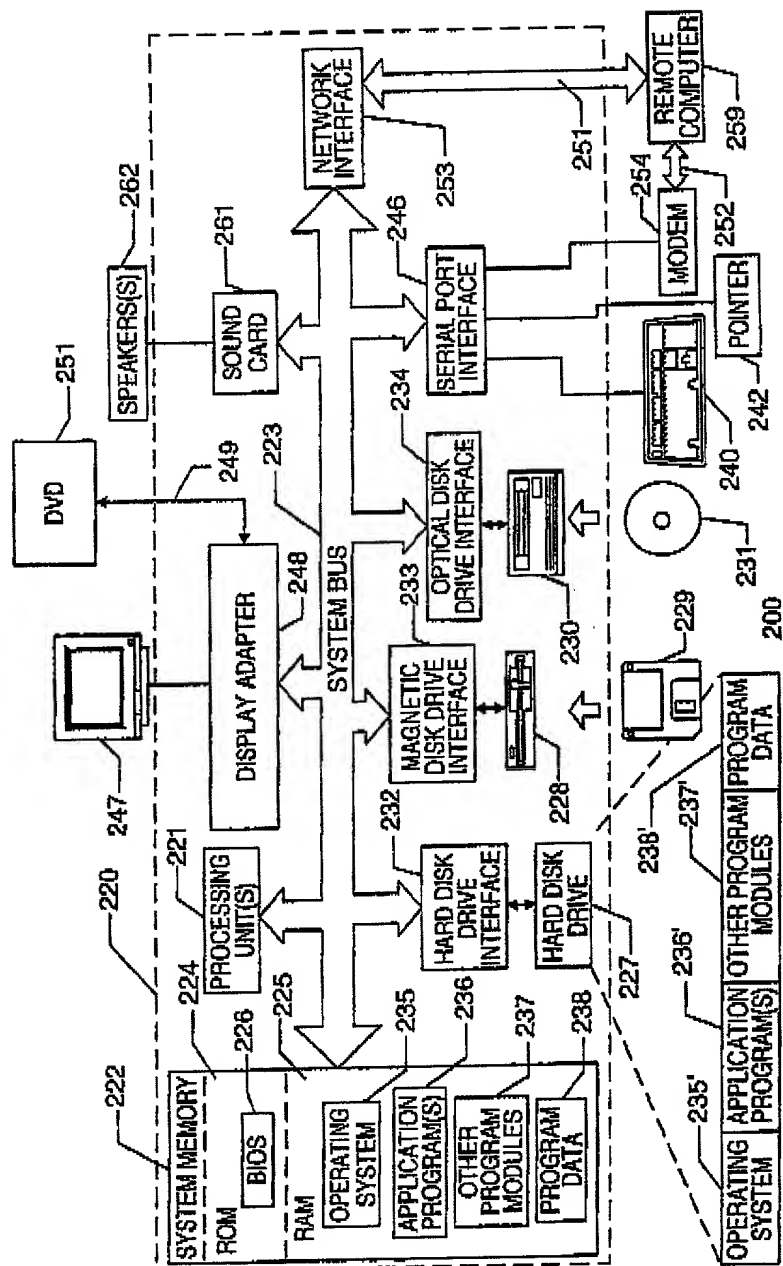 220
222
SYSTEM MEMORY
224
ROM
226
BIOS
225
RAM
OPERATING
SYSTEM
235
APPLICATION
PROGRAM(S)
236
OTHER
PROGRAM
MODULES
237
PROGRAM
DATA
238
221
PROCESSING
UNIT(S)
247
DISPLAY ADAPTER
248
DVD
251
249
SPEAKERS(S)
262
SOUND
CARD
261
223
SYSTEM BUS
NETWORK
INTERFACE
253
232
HARD DISK
DRIVE
INTERFACE
HARD DISK
DRIVE
227
233
MAGNETIC
DISK DRIVE
INTERFACE
228
234
OPTICAL DISK
DRIVE INTERFACE
230
246
SERIAL PORT
INTERFACE
251
229
231
240
242
POINTER
MODEM
254
252
REMOTE
COMPUTER
259
235'
OPERATING
SYSTEM
236'
APPLICATION
PROGRAM(S)
237'
OTHER PROGRAM
MODULES
238'
PROGRAM
DATA
200